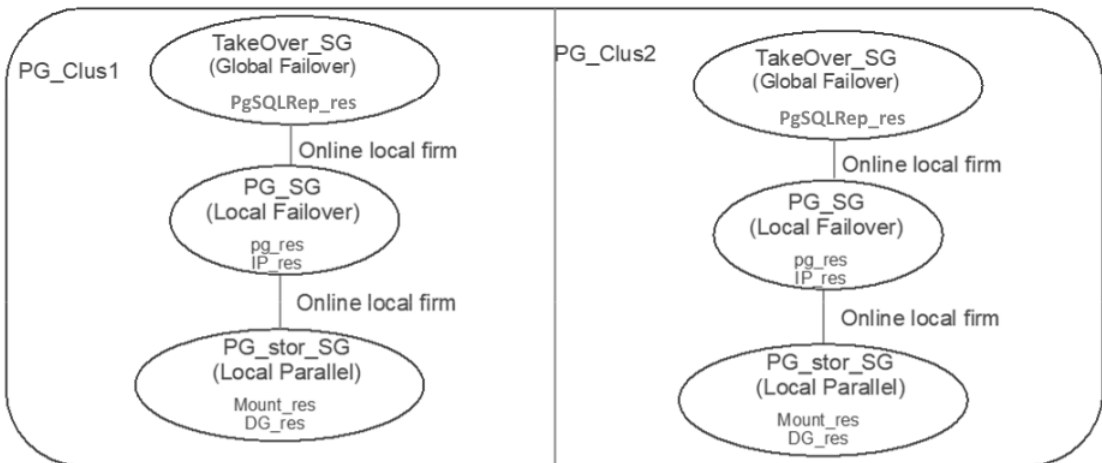 PG_Clus1
TakeOver_SG
(Global Failover)
PgSQLRep_res
Online local firm
PG_SG
(Local Failover)
pg_res
IP_res
Online local firm
PG_stor_SG
(Local Parallel)
Mount_res
DG_res
PG_Clus2
TakeOver_SG
(Global Failover)
PgSQLRep_res
Online local firm
PG_SG
(Local Failover)
pg_res
IP_res
Online local firm
PG_stor_SG
(Local Parallel)
Mount_res
DG_res